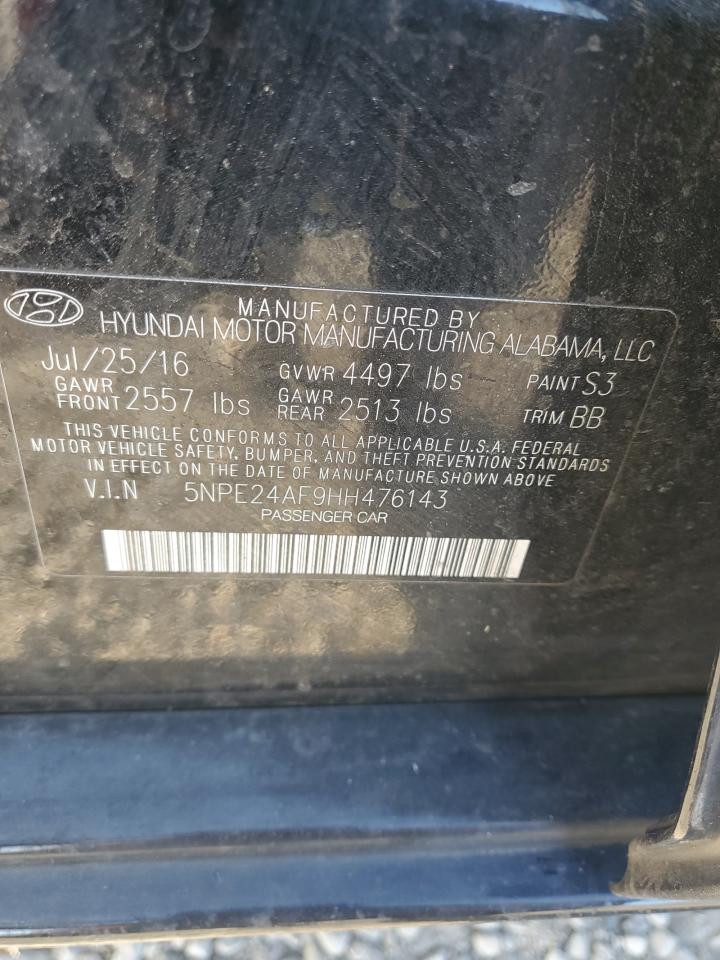 MANUFACTURED BY
HYUNDAI MOTOR MANUFACTURING ALABAMA, LLC
Jul/25/16 GVWR 4497 lbs PAINT S3
GAWR FRONT 2557 lbs GAWR REAR 2513 lbs TRIM BB
THIS VEHICLE CONFORMS TO ALL APPLICABLE U.S.A. FEDERAL
MOTOR VEHICLE SAFETY, BUMPER, AND THEFT PREVENTION STANDARDS
IN EFFECT ON THE DATE OF MANUFACTURE SHOWN ABOVE
V.I.N 5NPE24AF9HH476143
PASSENGER CAR